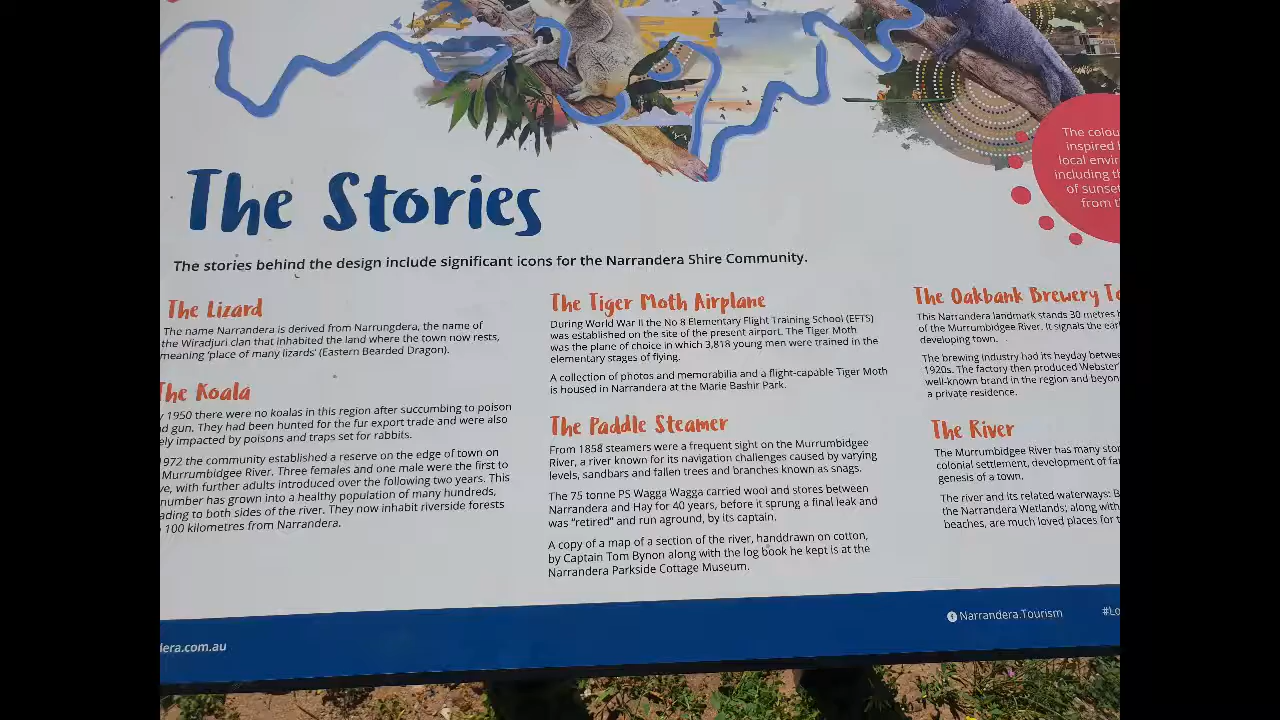 The colou
inspired
local envir
including th
of sunset
from t
The Stories
The stories behind the design include significant icons for the Narrandera Shire Community.
The Lizard
The name Narrandera is derived from Narrungdera, the name of
the Wiradjuri clan that inhabited the land where the town now rests,
meaning ‘place of many lizards’ (Eastern Bearded Dragon).
The Koala
y 1950 there were no koalas in this region after succumbing to poison
d gun. They had been hunted for the fur export trade and were also
ely impacted by poisons and traps set for rabbits.
1972 the community established a reserve on the edge of town on
Murrumbidgee River. Three females and one male were the first to
ve, with further adults introduced over the following two years. This
number has grown into a healthy population of many hundreds,
ading to both sides of the river. They now inhabit riverside forests
100 kilometres from Narrandera.
The Tiger Moth Airplane
During World War II the No 8 Elementary Flight Training School (EFTS)
was established on the site of the present airport. The Tiger Moth
was the plane of choice in which 3,818 young men were trained in the
elementary stages of flying.
A collection of photos and memorabilia and a flight-capable Tiger Moth
is housed in Narrandera at the Marie Bashir Park.
The Paddle Steamer
From 1858 steamers were a frequent sight on the Murrumbidgee
River, a river known for its navigation challenges caused by varying
levels, sandbars and fallen trees and branches known as snags.
The 75 tonne PS Wagga Wagga carried wool and stores between
Narrandera and Hay for 40 years, before it sprung a final leak and
was “retired” and run aground, by its captain.
A copy of a map of a section of the river, handdrawn on cotton,
by Captain Tom Bynon along with the log book he kept is at the
Narrandera Parkside Cottage Museum.
The Oakbank Brewery To
This Narrandera landmark stands 30 metres h
of the Murrumbidgee River. It signals the earl
developing town.
The brewing industry had its heyday betwee
1920s. The factory then produced Webster'
well-known brand in the region and beyon
a private residence.
The River
The Murrumbidgee River has many stor
colonial settlement, development of far
genesis of a town.
The river and its related waterways: B
the Narrandera Wetlands; along with
beaches, are much loved places for t
dera.com.au
Narrandera.Tourism
#Lo